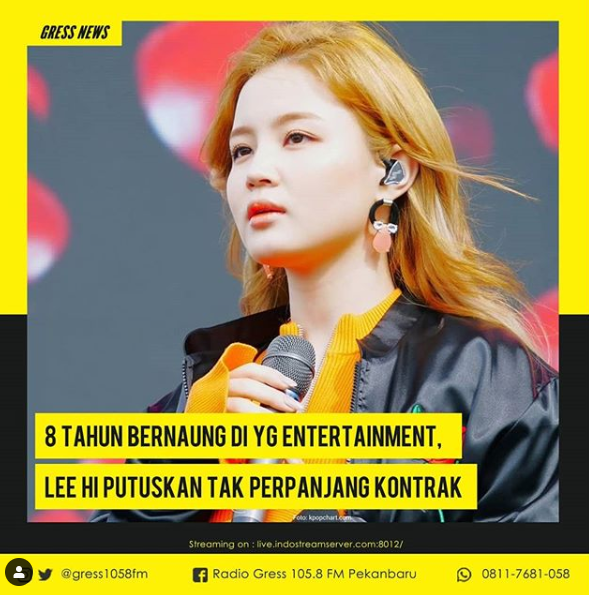 GRESS NEWS
8 TAHUN BERNAUNG DI YG ENTERTAINMENT,
LEE HI PUTUSKAN TAK PERPANJANG KONTRAK
Foto: kpopchart.com
Streaming on : live.indostreamserver.com:8012/
@gress1058fm Radio Gress 105.8 FM Pekanbaru 0811-7681-058